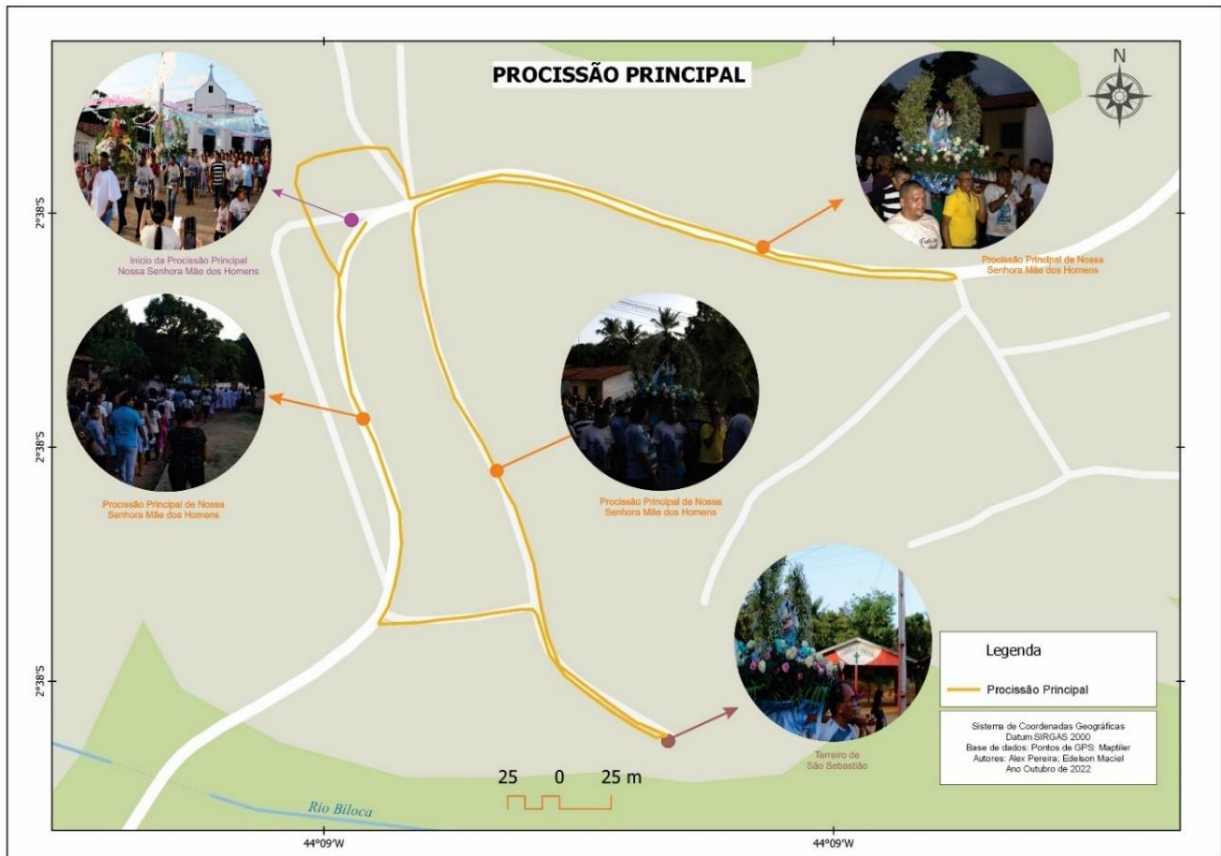 PROCISSÃO PRINCIPAL
N
Início da Procissão Principal
Nossa Senhora Mãe dos Homens
Procissão Principal de Nossa
Senhora Mãe dos Homens
Procissão Principal de Nossa
Senhora Mãe dos Homens
Procissão Principal de Nossa
Senhora Mãe dos Homens
Terreiro de
São Sebastião
2°38'S
2°38'S
2°38'S
Legenda
Procissão Principal
Sistema de Coordenadas Geográficas
Datum SIRGAS 2000
Base de dados: Pontos de GPS; Maptiler
Autores: Alex Pereira; Edelson Maciel
Ano Outubro de 2022
25 0 25 m
Rio Biloca
44°09'W
44°09'W